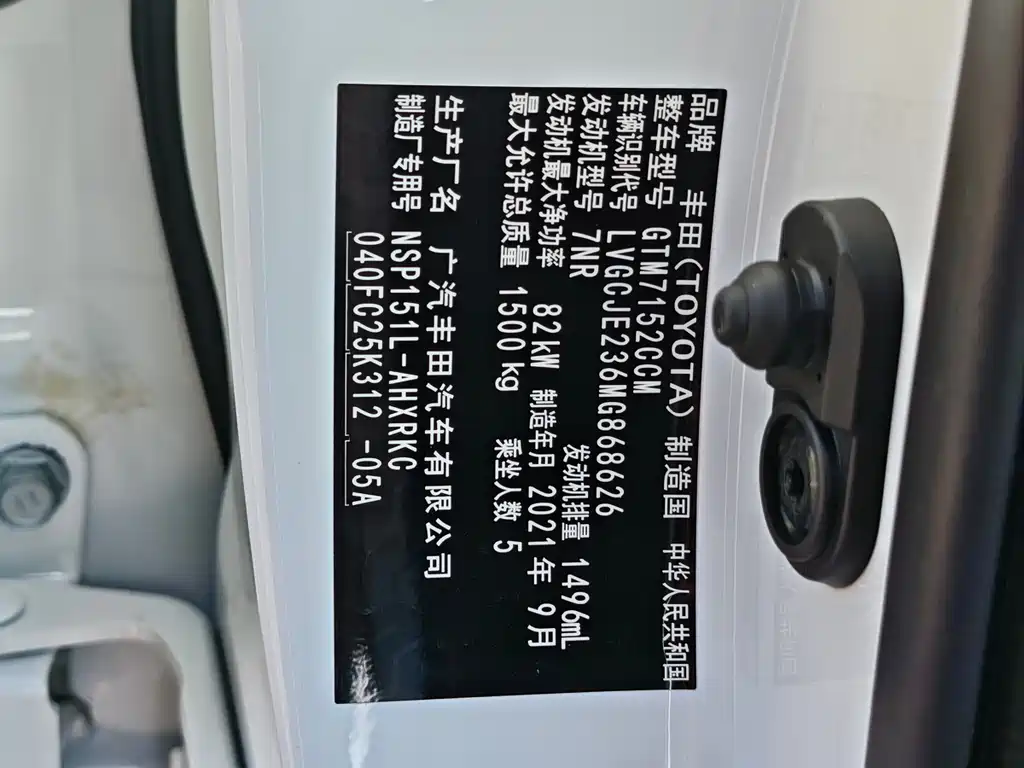 品牌 丰田(TOYOTA) 制造国 中华人民共和国
整车型号 GTM7152CCM
车辆识别代号 LVGCJE236MG868626
发动机型号 7NR 发动机排量 1496mL
发动机最大净功率 82kW 制造年月 2021年 9月
最大允许总质量 1500kg 乘坐人数 5
生产厂名 广汽丰田汽车有限公司
制造厂专用号 NSP151L-AHXRKC
040FC25K312 -05A